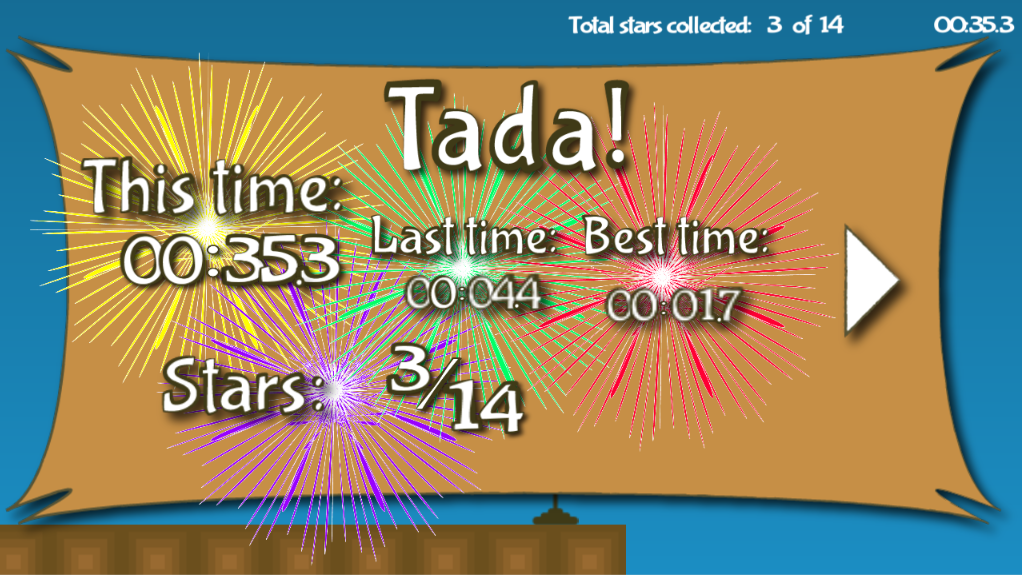 Total stars collected: 3 of 14 00:35.3
Tada!
This time: Last time: Best time:
00:35.3 00:04.4 00:01.7
Stars: 3/14